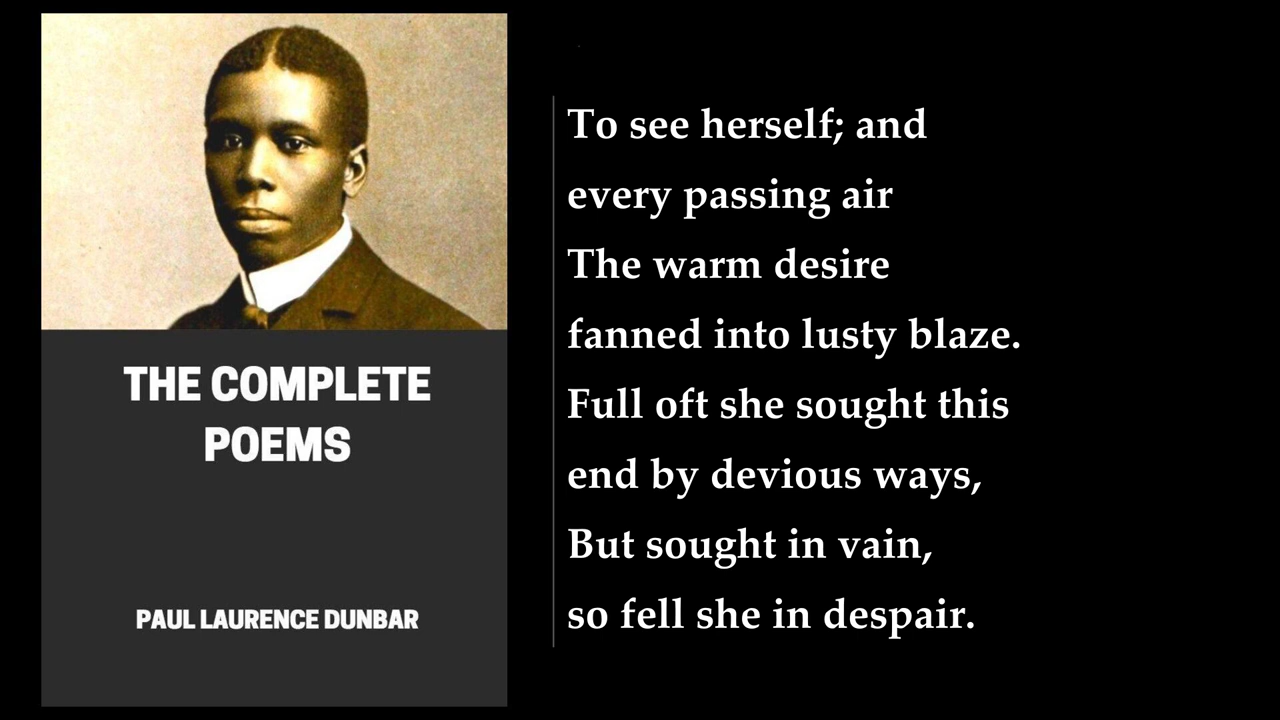 THE COMPLETE
POEMS
PAUL LAURENCE DUNBAR
To see herself; and
every passing air
The warm desire
fanned into lusty blaze.
Full oft she sought this
end by devious ways,
But sought in vain,
so fell she in despair.